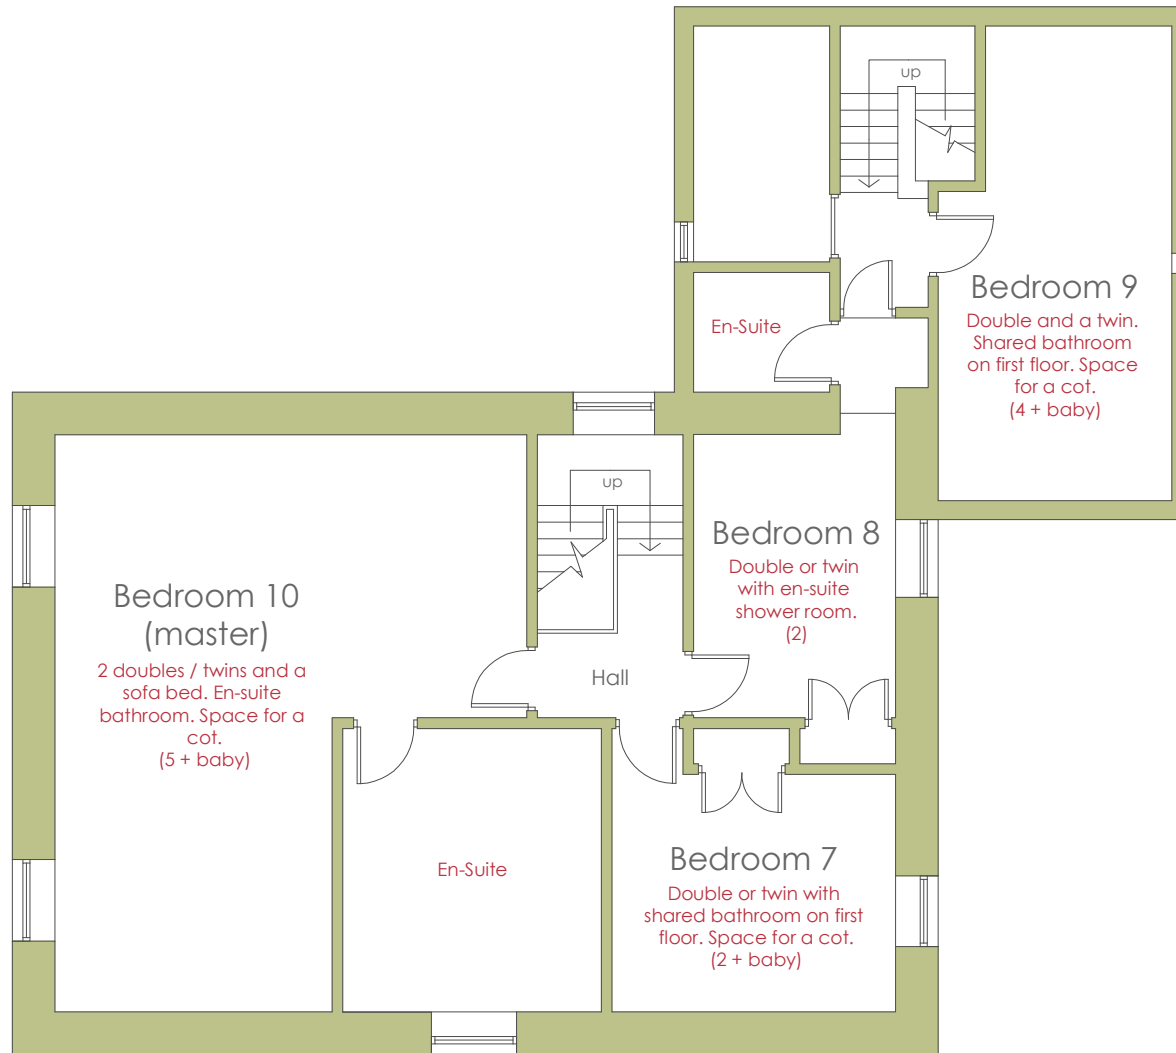 up
Bedroom 9
Double and a twin.
Shared bathroom
on first floor. Space
for a cot.
(4 + baby)
En-Suite
up
Bedroom 8
Double or twin
with en-suite
shower room.
(2)
Bedroom 10
(master)
2 doubles / twins and a
sofa bed. En-suite
bathroom. Space for a
cot.
(5 + baby)
Hall
En-Suite
Bedroom 7
Double or twin with
shared bathroom on first
floor. Space for a cot.
(2 + baby)